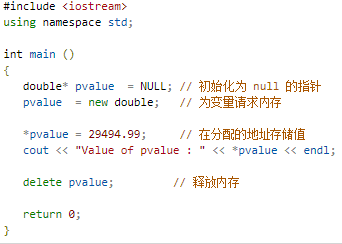 #include <iostream>
using namespace std;
int main ()
{
double* pvalue  = NULL; // 初始化为 null 的指针
pvalue  = new double;   // 为变量请求内存
*pvalue = 29494.99;     // 在分配的地址存储值
cout << "Value of pvalue : " << *pvalue << endl;
delete pvalue;         // 释放内存
return 0;
}